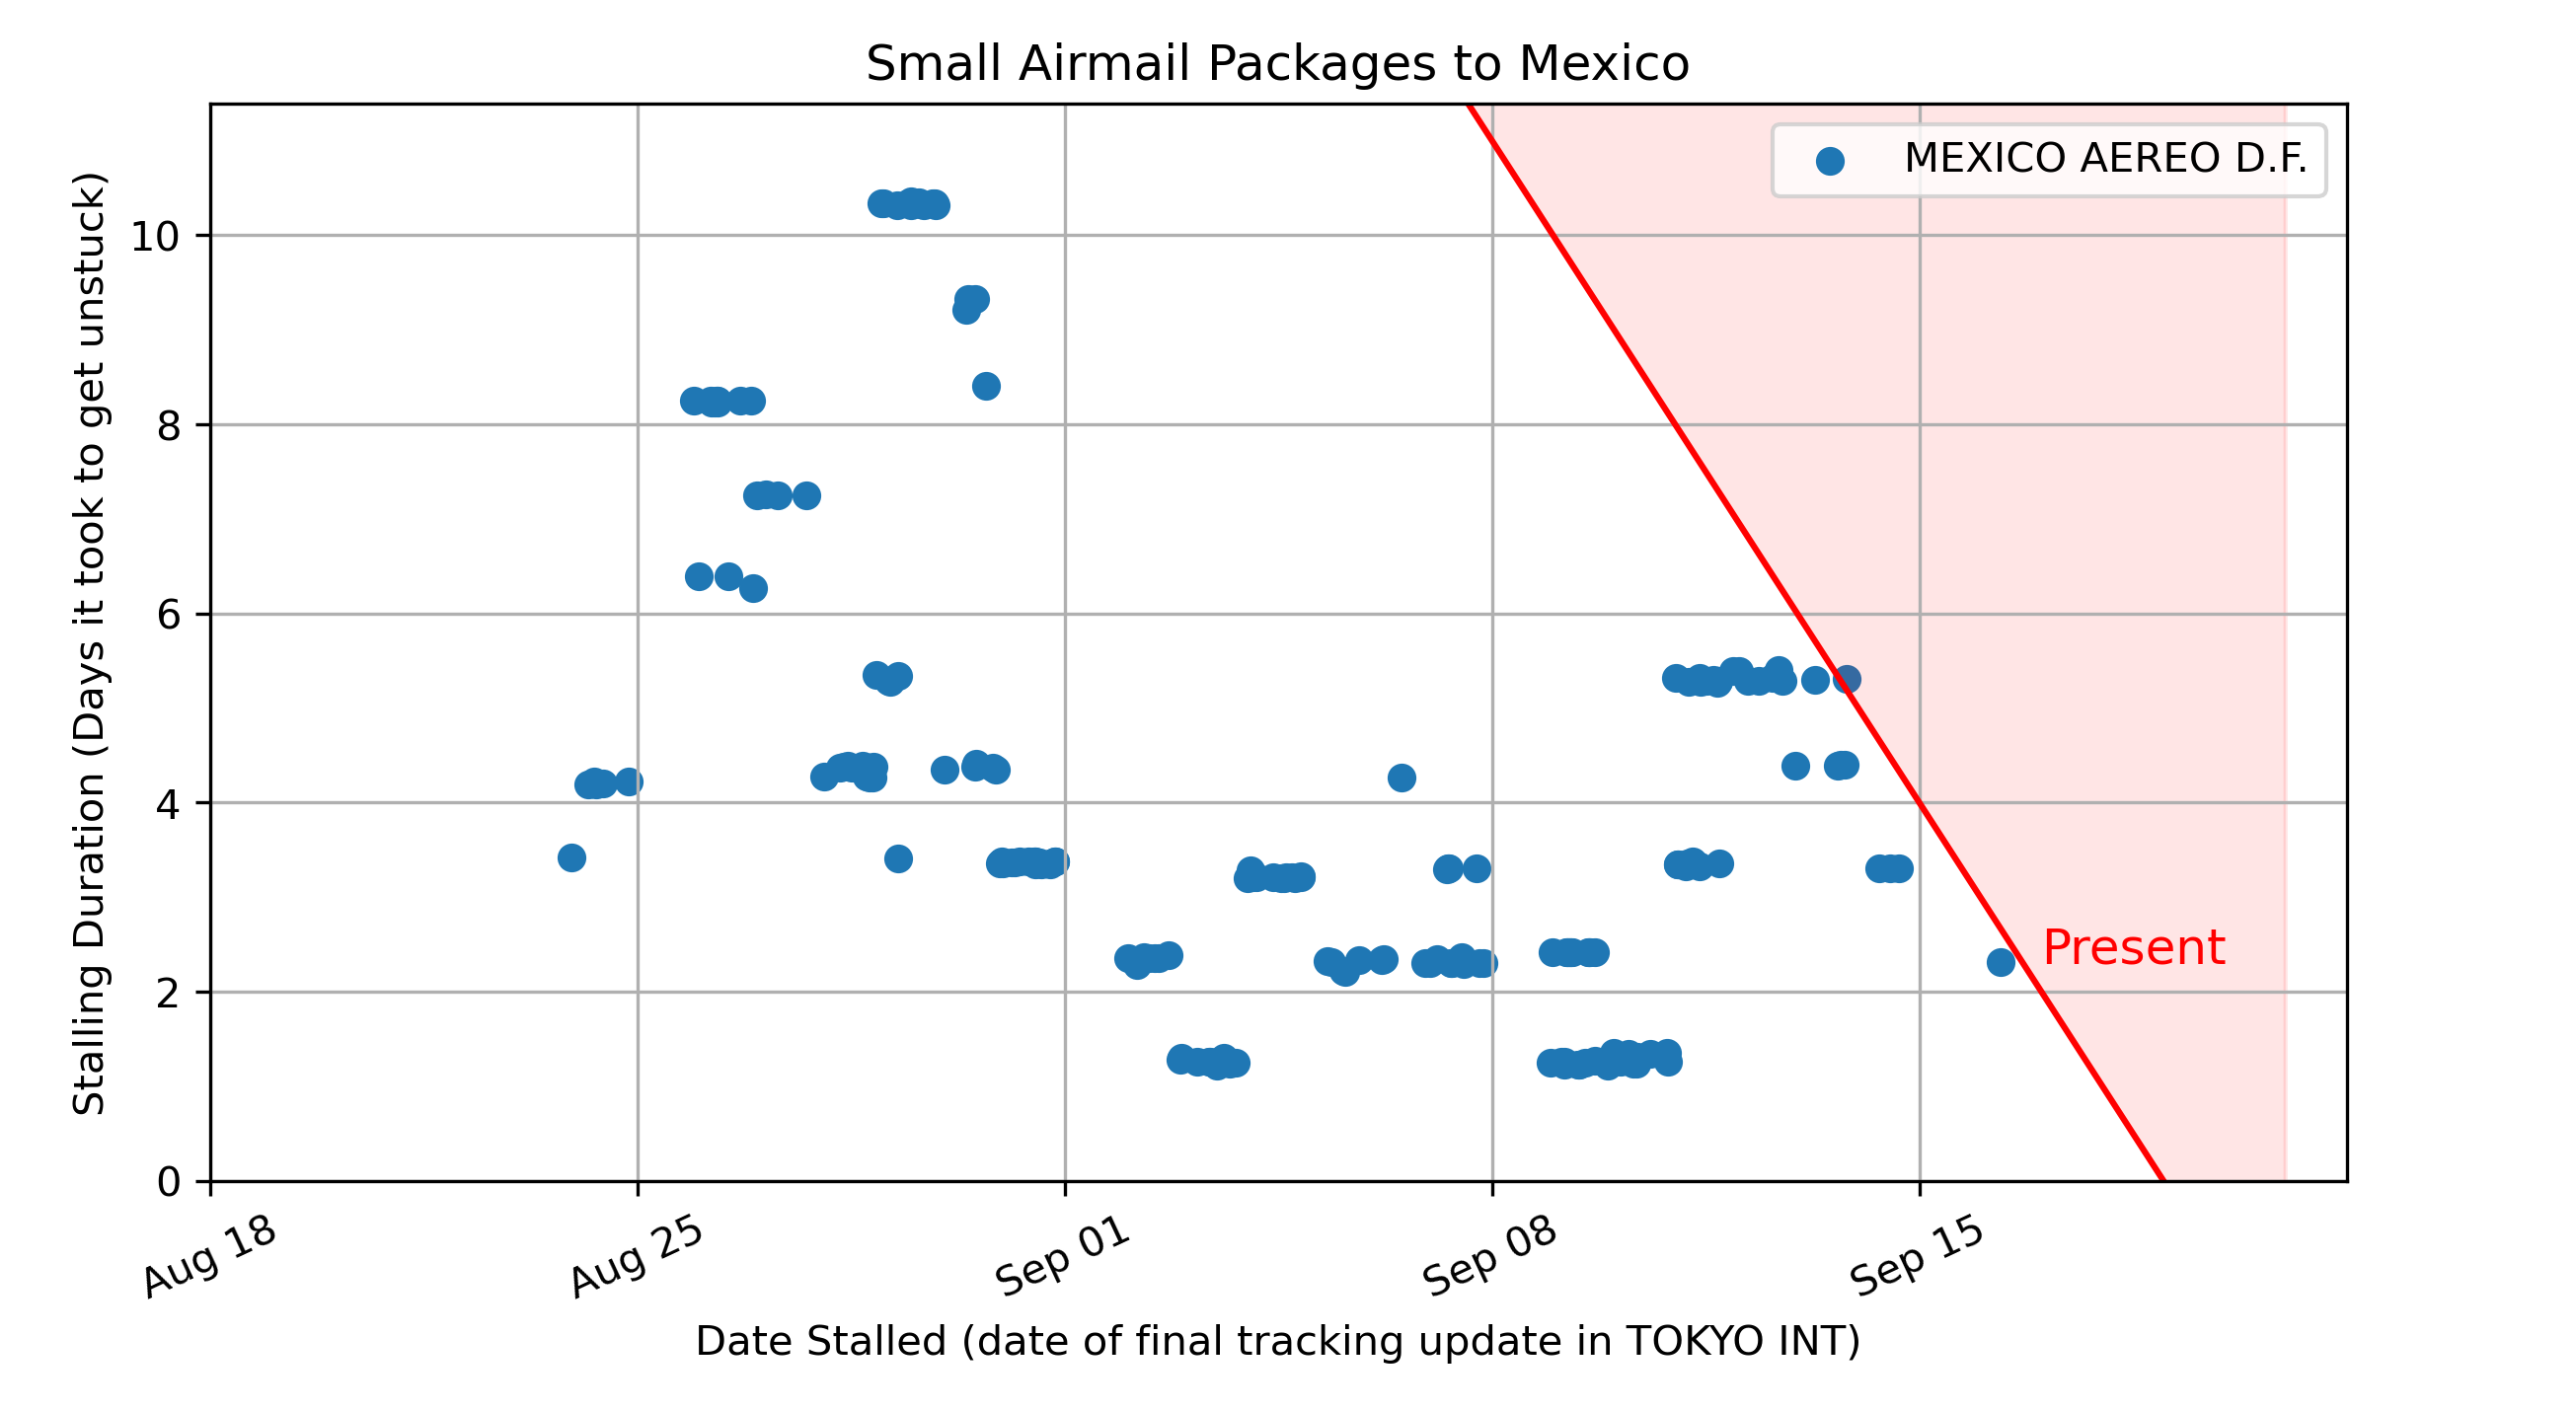 Small Airmail Packages to Mexico
MEXICO AEREO D.F.
Stalling Duration (Days it took to get unstuck)
10
8
6
4
2
0
Present
Aug 18
Aug 25
Sep 01
Sep 08
Sep 15
Date Stalled (date of final tracking update in TOKYO INT)